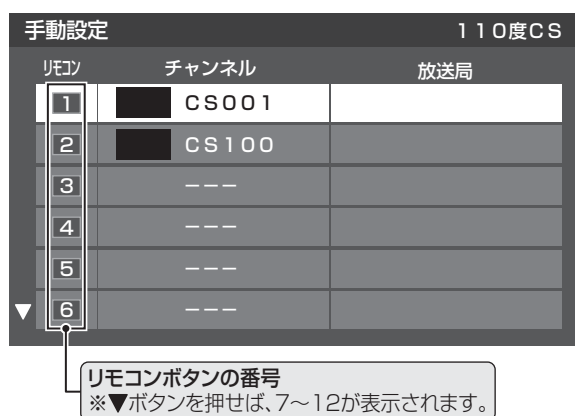 手動設定 110度CS
リモコン チャンネル 放送局
1 CS001
2 CS100
3 ---
4 ---
5 ---
▼ 6 ---
リモコンボタンの番号
※▼ボタンを押せば、7〜12が表示されます。